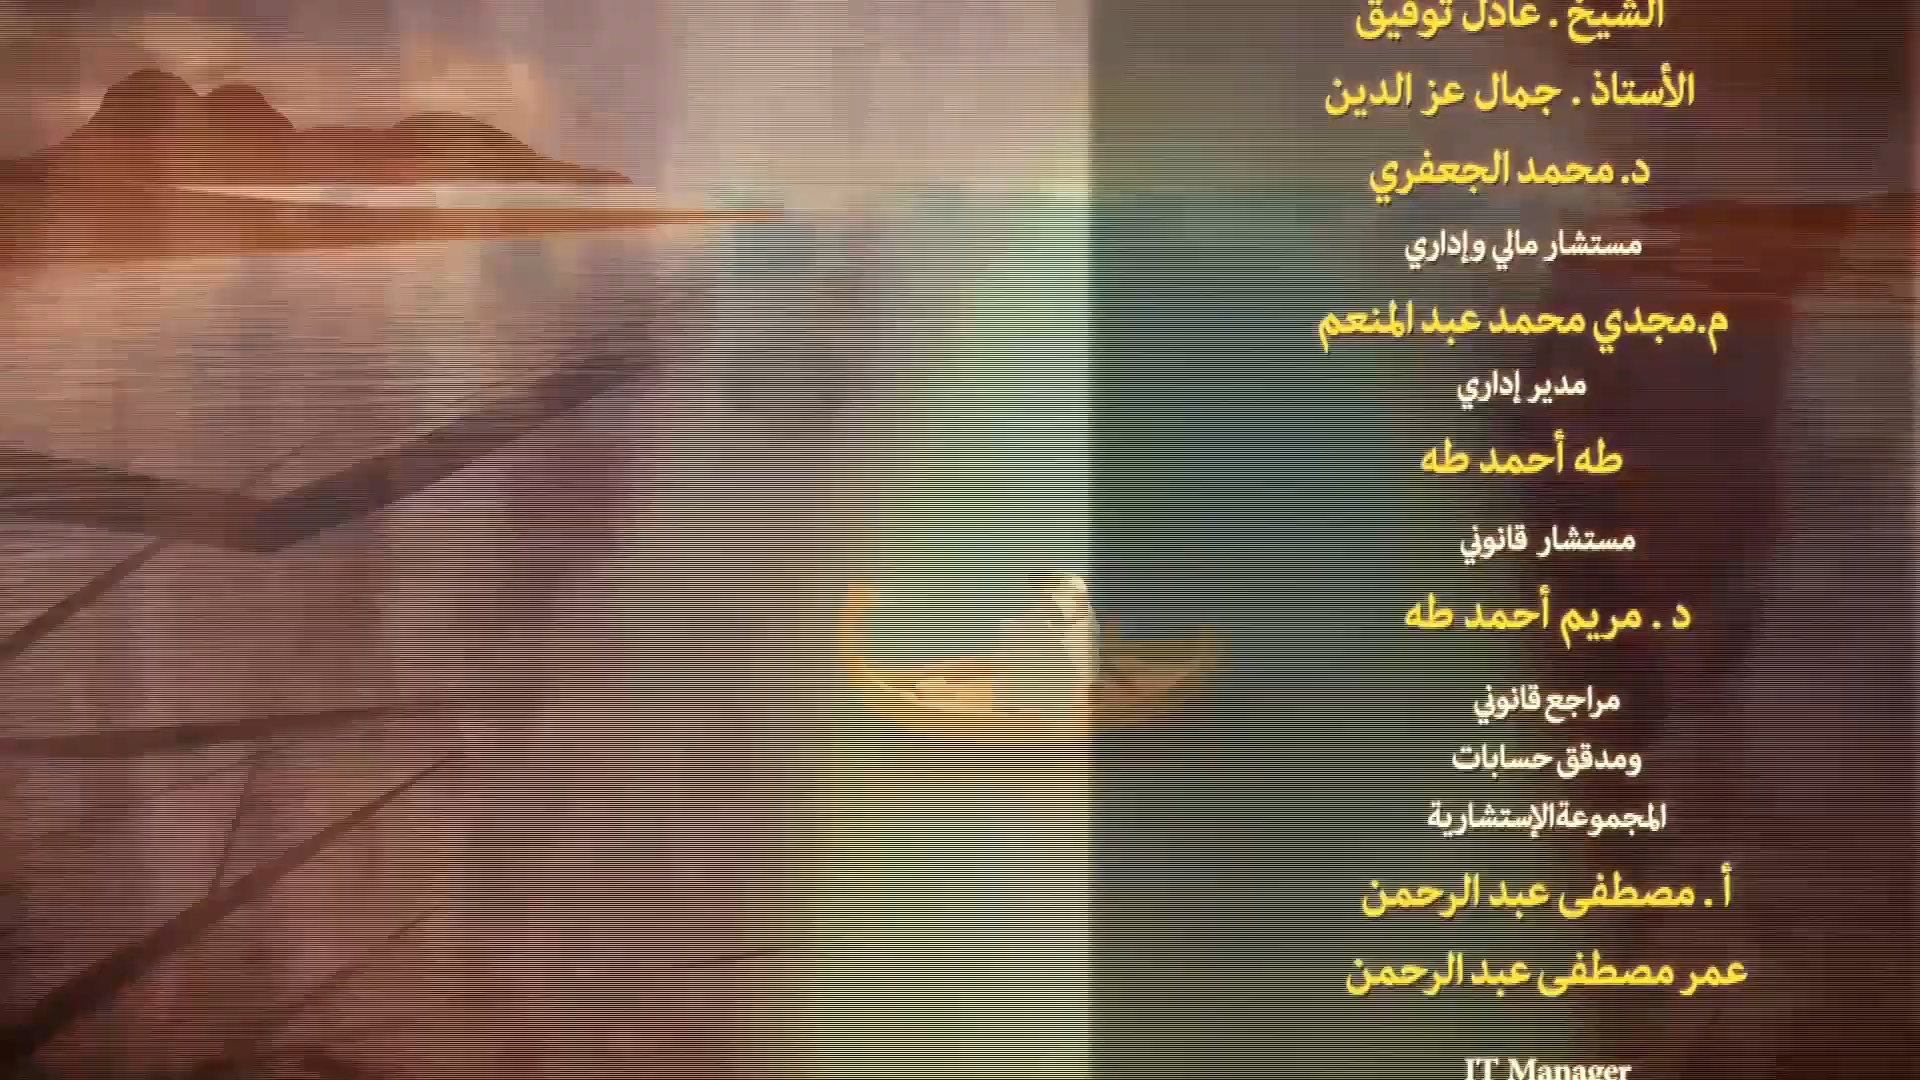 الشيخ . عادل توفيق
الأستاذ . جمال عز الدين
د. محمد الجعفري
مستشار مالي وإداري
م.مجدي محمد عبد المنعم
مدير إداري
طه أحمد طه
مستشار قانوني
د . مريم أحمد طه
مراجع قانوني
ومدقق حسابات
المجموعةالإستشارية
أ . مصطفى عبد الرحمن
عمر مصطفى عبد الرحمن
IT Manager